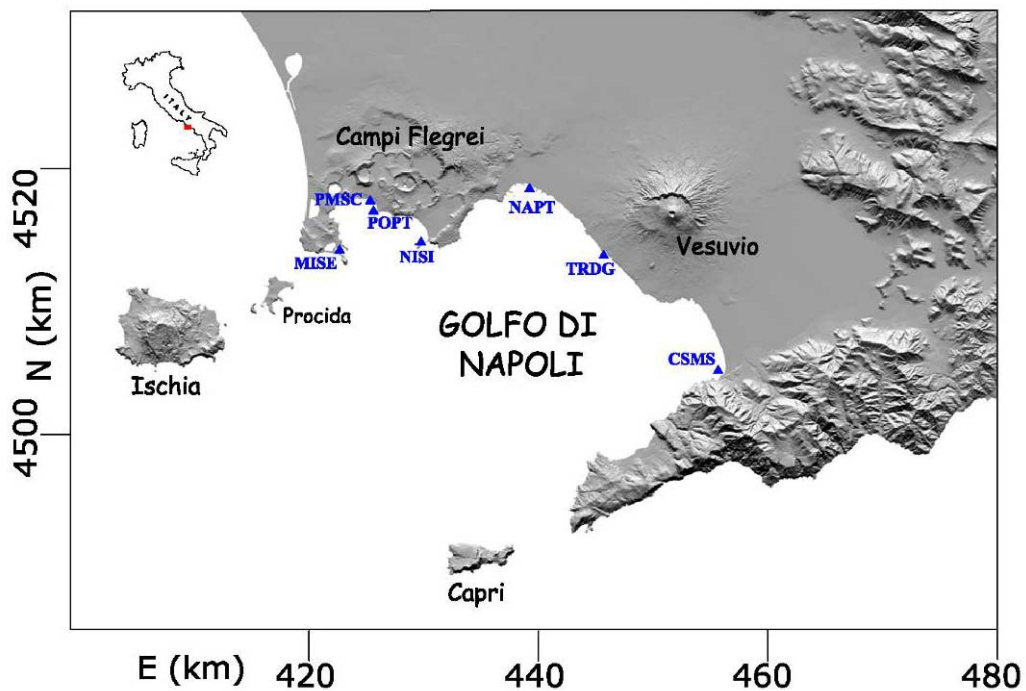 ITALY
Campi Flegrei
4520
PMSC
POPT
NAPT
NISI
MISE
TRDG
Vesuvio
Procida
GOLFO DI
NAPOLI
CSMS
Ischia
4500
N (km)
Capri
E (km)
420
440
460
480